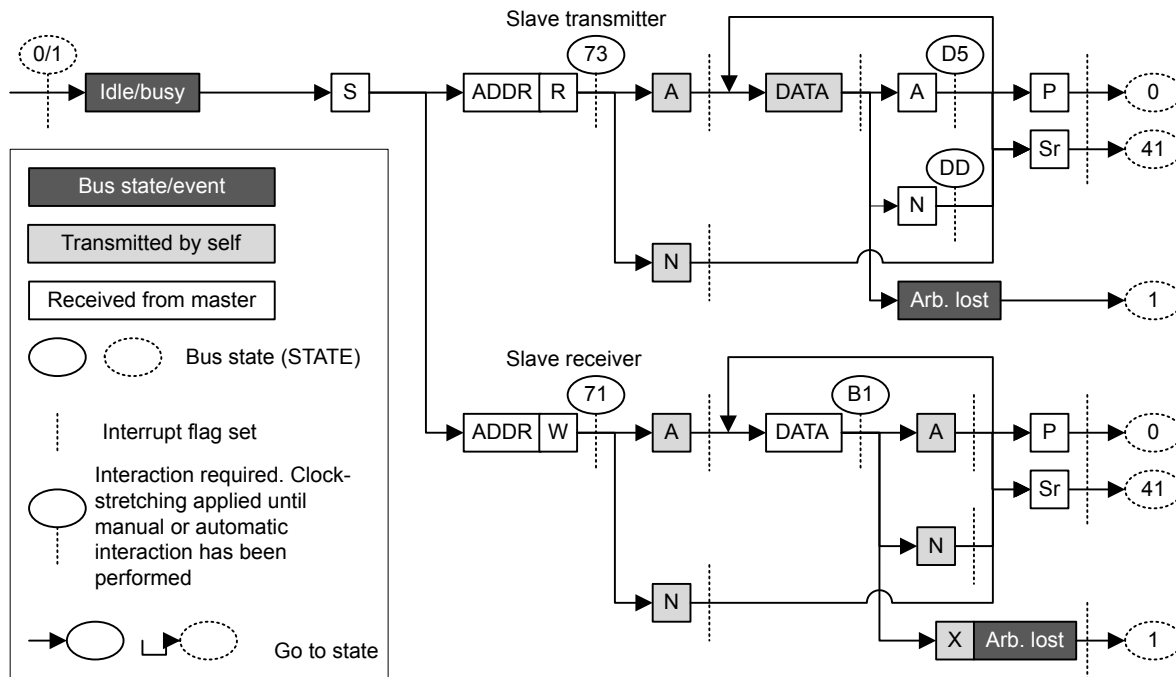 Slave transmitter
0/1
73
D5
Idle/busy
S
ADDR R
A
DATA
A
P
0
Sr
41
DD
N
N
Arb. lost
1
Bus state/event
Transmitted by self
Received from master
Bus state (STATE)
Interrupt flag set
Interaction required. Clock-
stretching applied until
manual or automatic
interaction has been
performed
Go to state
Slave receiver
71
B1
ADDR W
A
DATA
A
P
0
Sr
41
N
N
X Arb. lost
1